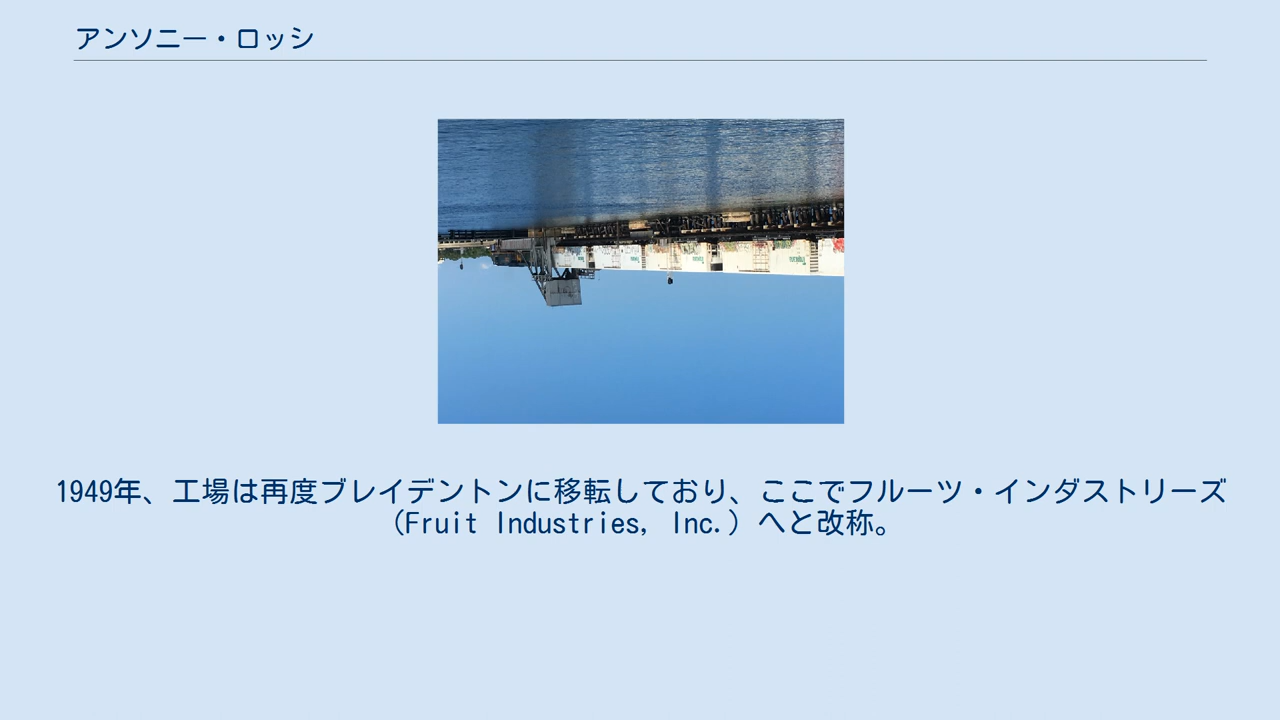 アンソニー・ロッシ
1949年、工場は再度ブレイデントンに移転しており、ここでフルーツ・インダストリーズ
（Fruit Industries, Inc.）へと改称。